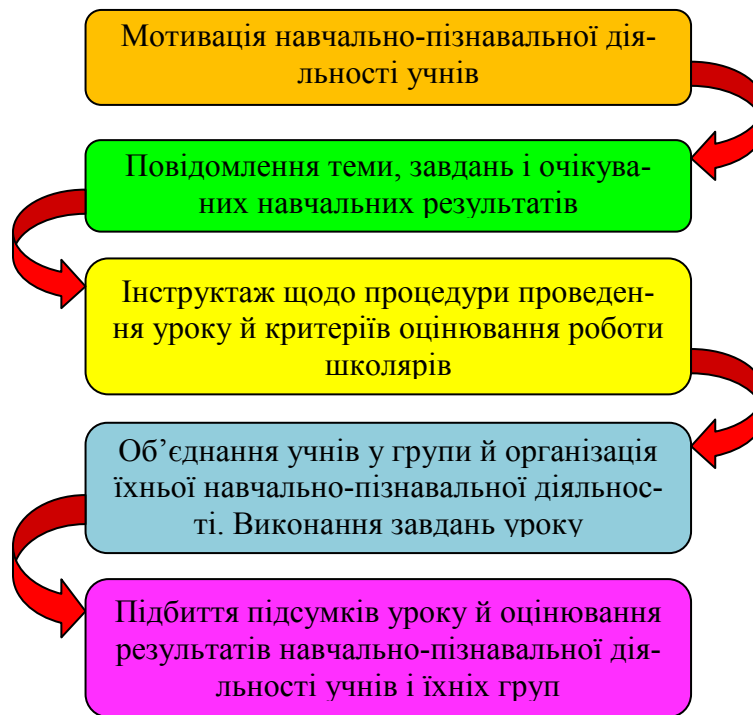 Мотивація навчально-пізнавальної дія-
льності учнів
Повідомлення теми, завдань і очікува-
них навчальних результатів
Інструктаж щодо процедури проведен-
ня уроку й критеріїв оцінювання роботи
школярів
Об’єднання учнів у групи й організація
їхньої навчально-пізнавальної діяльнос-
ті. Виконання завдань уроку
Підбиття підсумків уроку й оцінювання
результатів навчально-пізнавальної дія-
льності учнів і їхніх груп